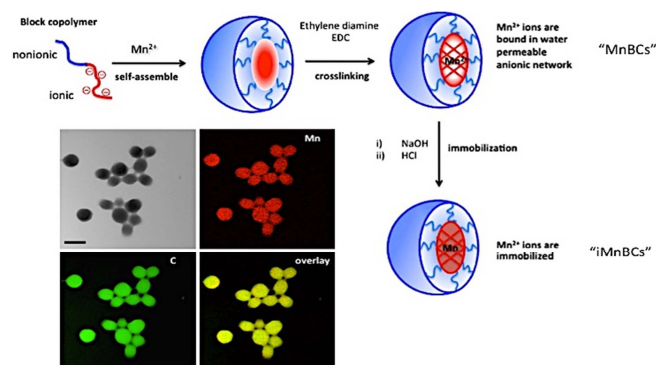 Block copolymer
nonionic
ionic
Mn²⁺
self-assemble
Ethylene diamine
EDC
crosslinking
Mn²⁺ ions are
bound in water
permeable
anionic network
"MnBCs"
i) NaOH
ii) HCl
immobilization
Mn
Mn²⁺ ions are
immobilized
"iMnBCs"
Mn
C
overlay